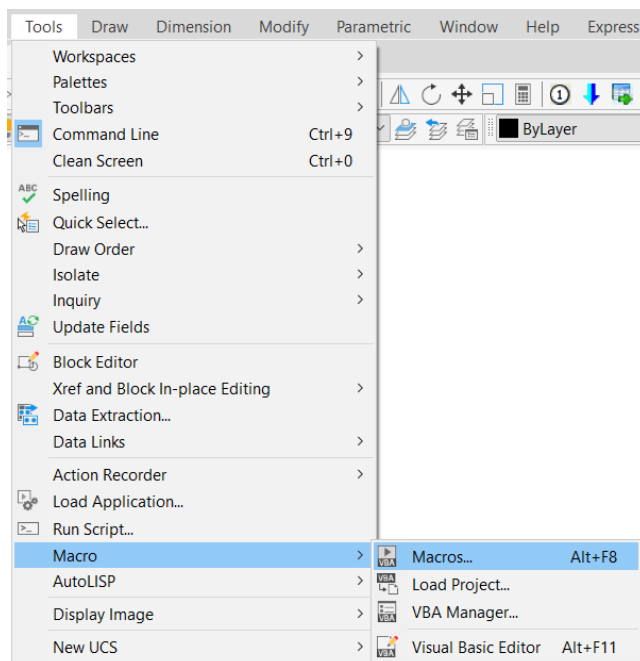 Tools Draw Dimension Modify Parametric Window Help Express
Workspaces
Palettes
Toolbars
Command Line Ctrl+9
ByLayer
Clean Screen Ctrl+0
ABC
Spelling
Quick Select...
Draw Order
Isolate
Inquiry
Update Fields
Block Editor
Xref and Block In-place Editing
Data Extraction...
Data Links
Action Recorder
Load Application...
Run Script...
Macro
Macros... Alt+F8
AutoLISP
Load Project...
Display Image
VBA Manager...
New UCS
Visual Basic Editor Alt+F11